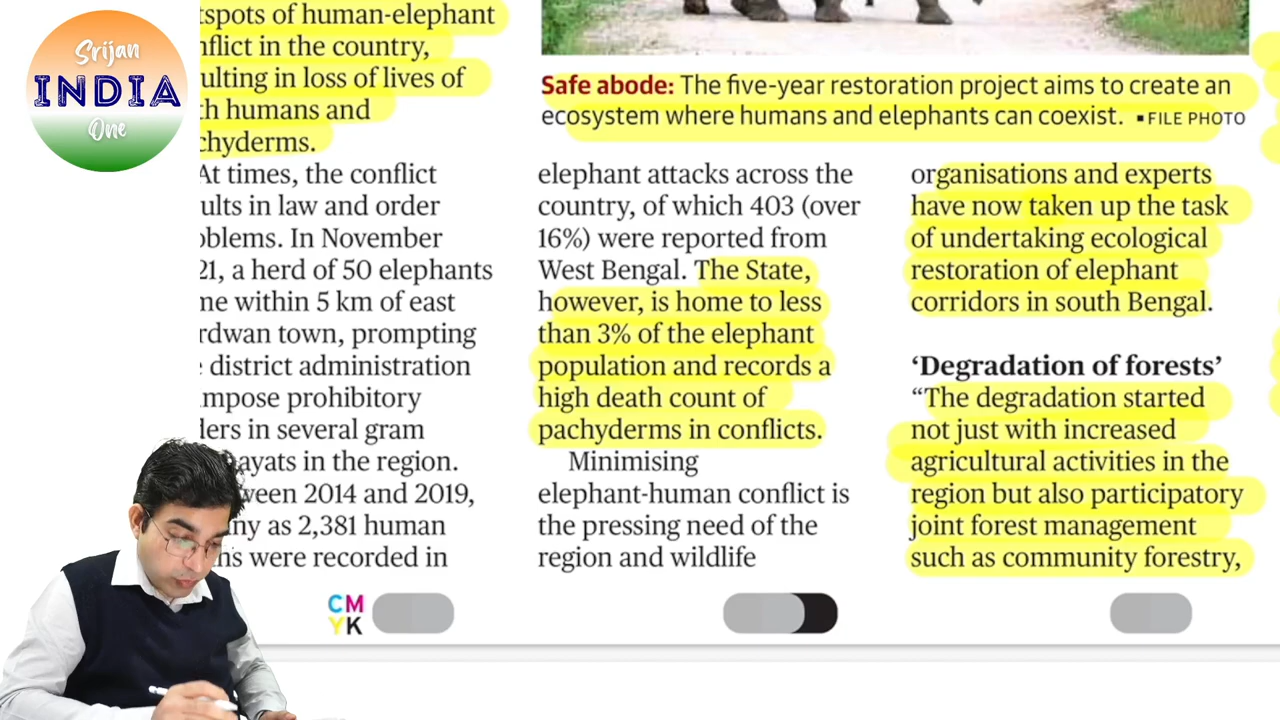 Srijan
INDIA
One
tspots of human-elephant
nflict in the country,
ulting in loss of lives of
th humans and
chyderms.
At times, the conflict
ults in law and order
oblems. In November
21, a herd of 50 elephants
me within 5 km of east
rdwan town, prompting
district administration
impose prohibitory
ders in several gram
ayats in the region.
ween 2014 and 2019,
ny as 2,381 human
ns were recorded in
Safe abode: The five-year restoration project aims to create an
ecosystem where humans and elephants can coexist. ▪FILE PHOTO
elephant attacks across the
country, of which 403 (over
16%) were reported from
West Bengal. The State,
however, is home to less
than 3% of the elephant
population and records a
high death count of
pachyderms in conflicts.
Minimising
elephant-human conflict is
the pressing need of the
region and wildlife
organisations and experts
have now taken up the task
of undertaking ecological
restoration of elephant
corridors in south Bengal.
‘Degradation of forests’
“The degradation started
not just with increased
agricultural activities in the
region but also participatory
joint forest management
such as community forestry,
CM
YK